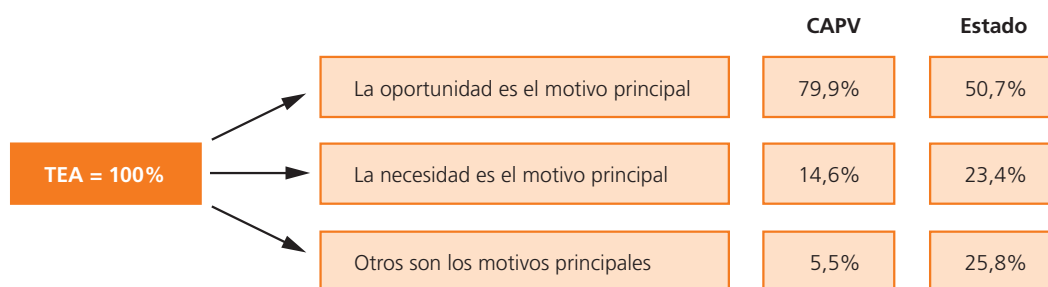 CAPV Estado
La oportunidad es el motivo principal 79,9% 50,7%
TEA = 100% La necesidad es el motivo principal 14,6% 23,4%
Otros son los motivos principales 5,5% 25,8%